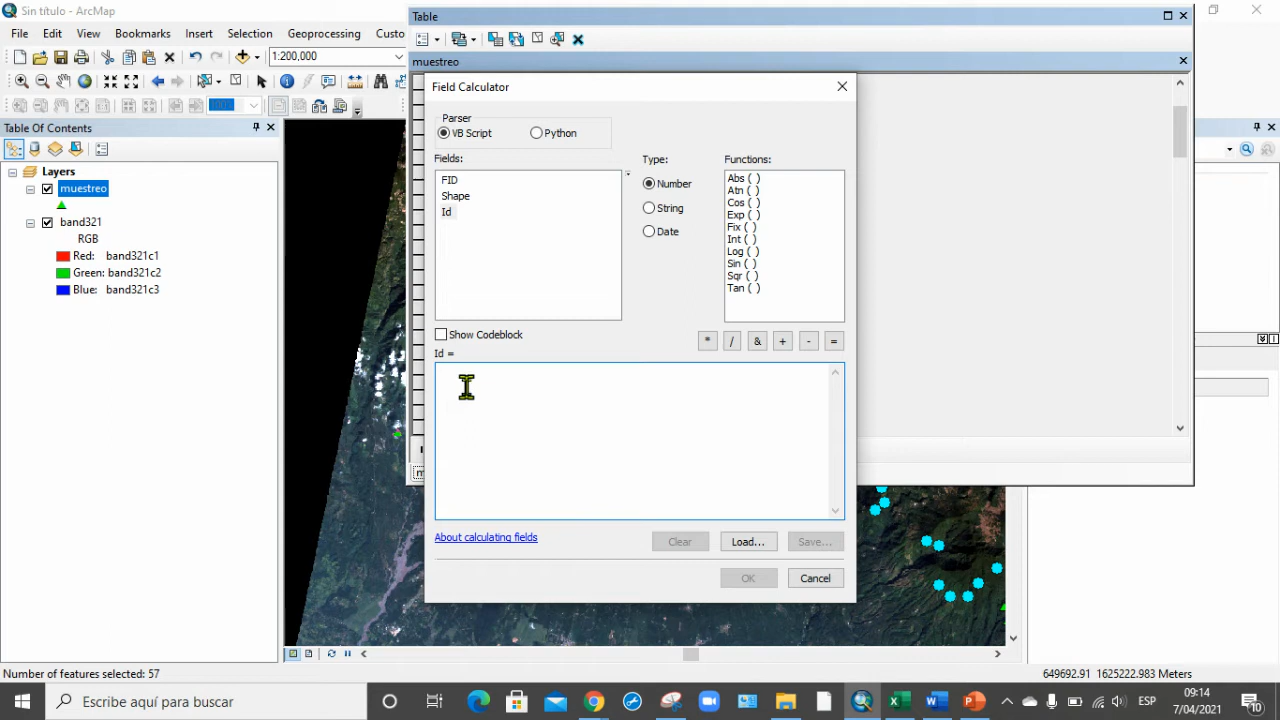 Sin título - ArcMap
File Edit View Bookmarks Insert Selection Geoprocessing Custo
1:200,000
Table
muestreo
Field Calculator
Parser
VB Script Python
Fields: Type: Functions:
FID
Shape
Id
Number
String
Date
Abs ( )
Atn ( )
Cos ( )
Exp ( )
Fix ( )
Int ( )
Log ( )
Sin ( )
Sqr ( )
Tan ( )
Show Codeblock
* / & + - =
Id =
About calculating fields
Clear Load... Save...
OK Cancel
Table Of Contents
Layers
muestreo
band321
RGB
Red: band321c1
Green: band321c2
Blue: band321c3
Number of features selected: 57
649692.91 1625222.983 Meters
Escribe aquí para buscar
ESP
09:14
7/04/2021
10